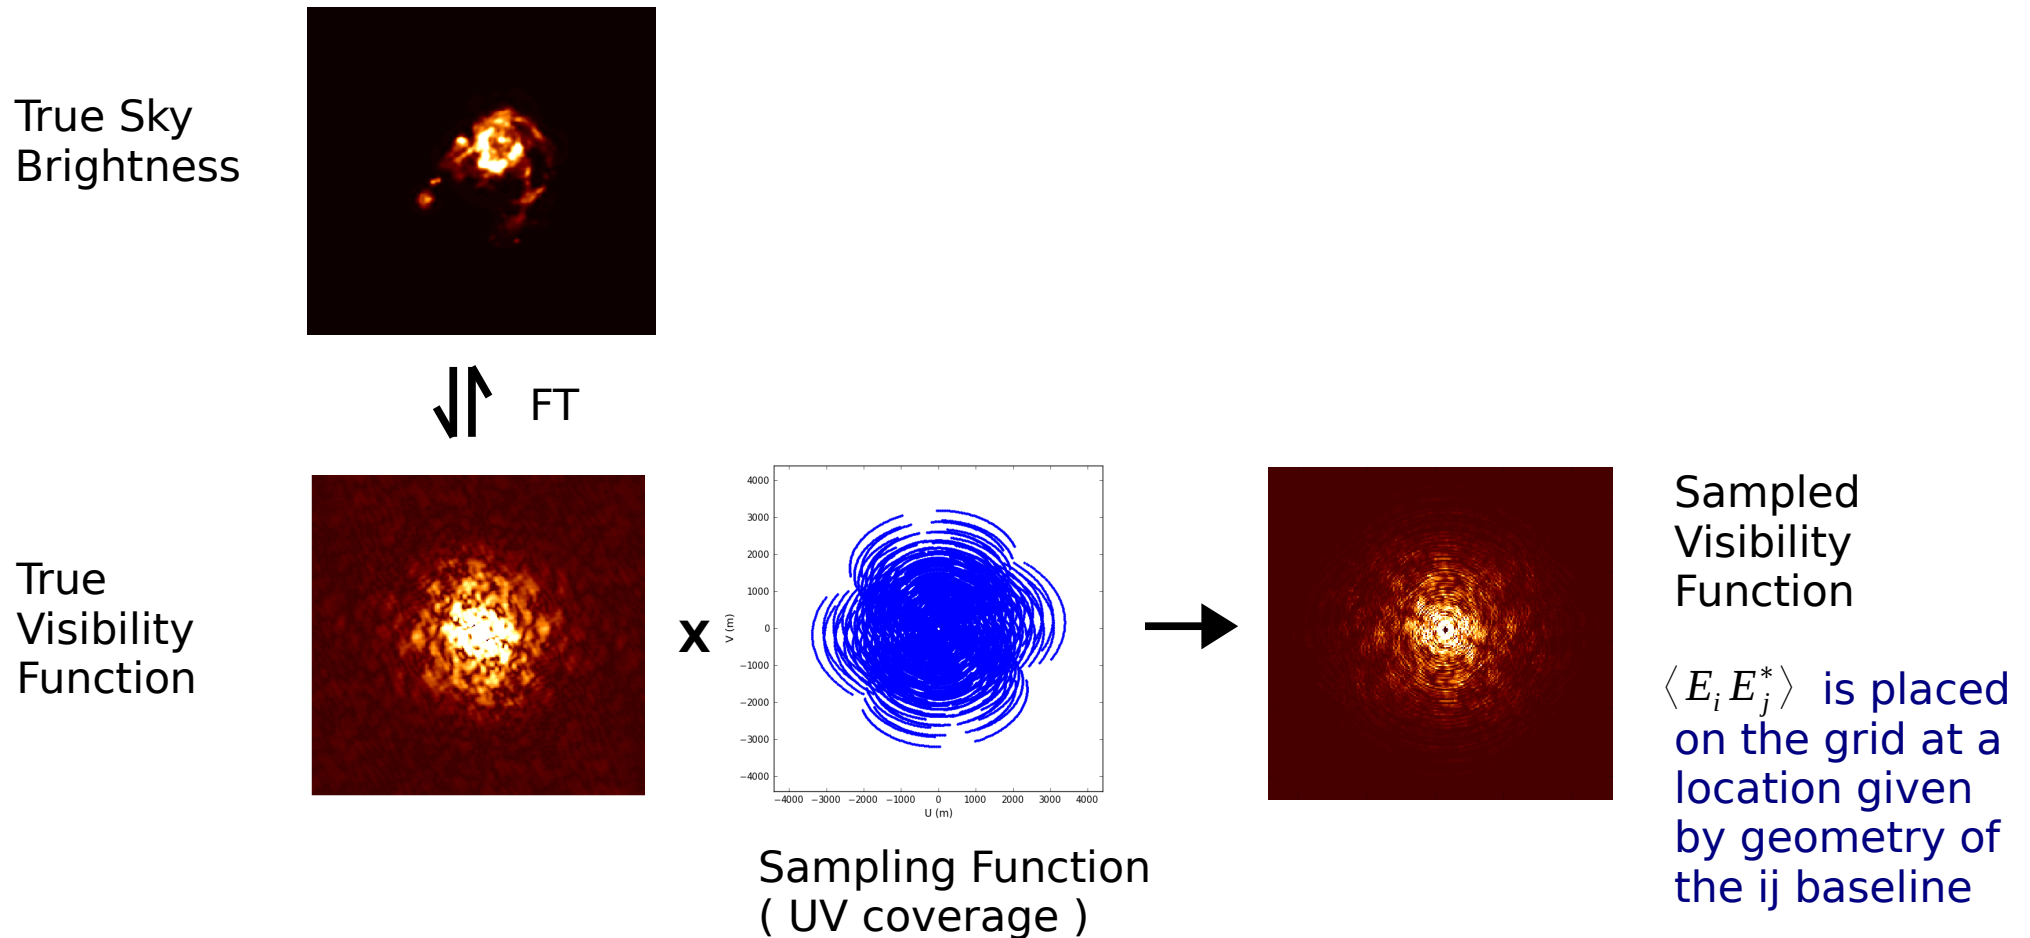 True Sky
Brightness
FT
True
Visibility
Function
X
4000
3000
2000
1000
0
−1000
−2000
−3000
−4000
V (m)
−4000 −3000 −2000 −1000 0 1000 2000 3000 4000
U (m)
Sampling Function
( UV coverage )
Sampled
Visibility
Function
⟨E_i E_j^*⟩ is placed
on the grid at a
location given
by geometry of
the ij baseline